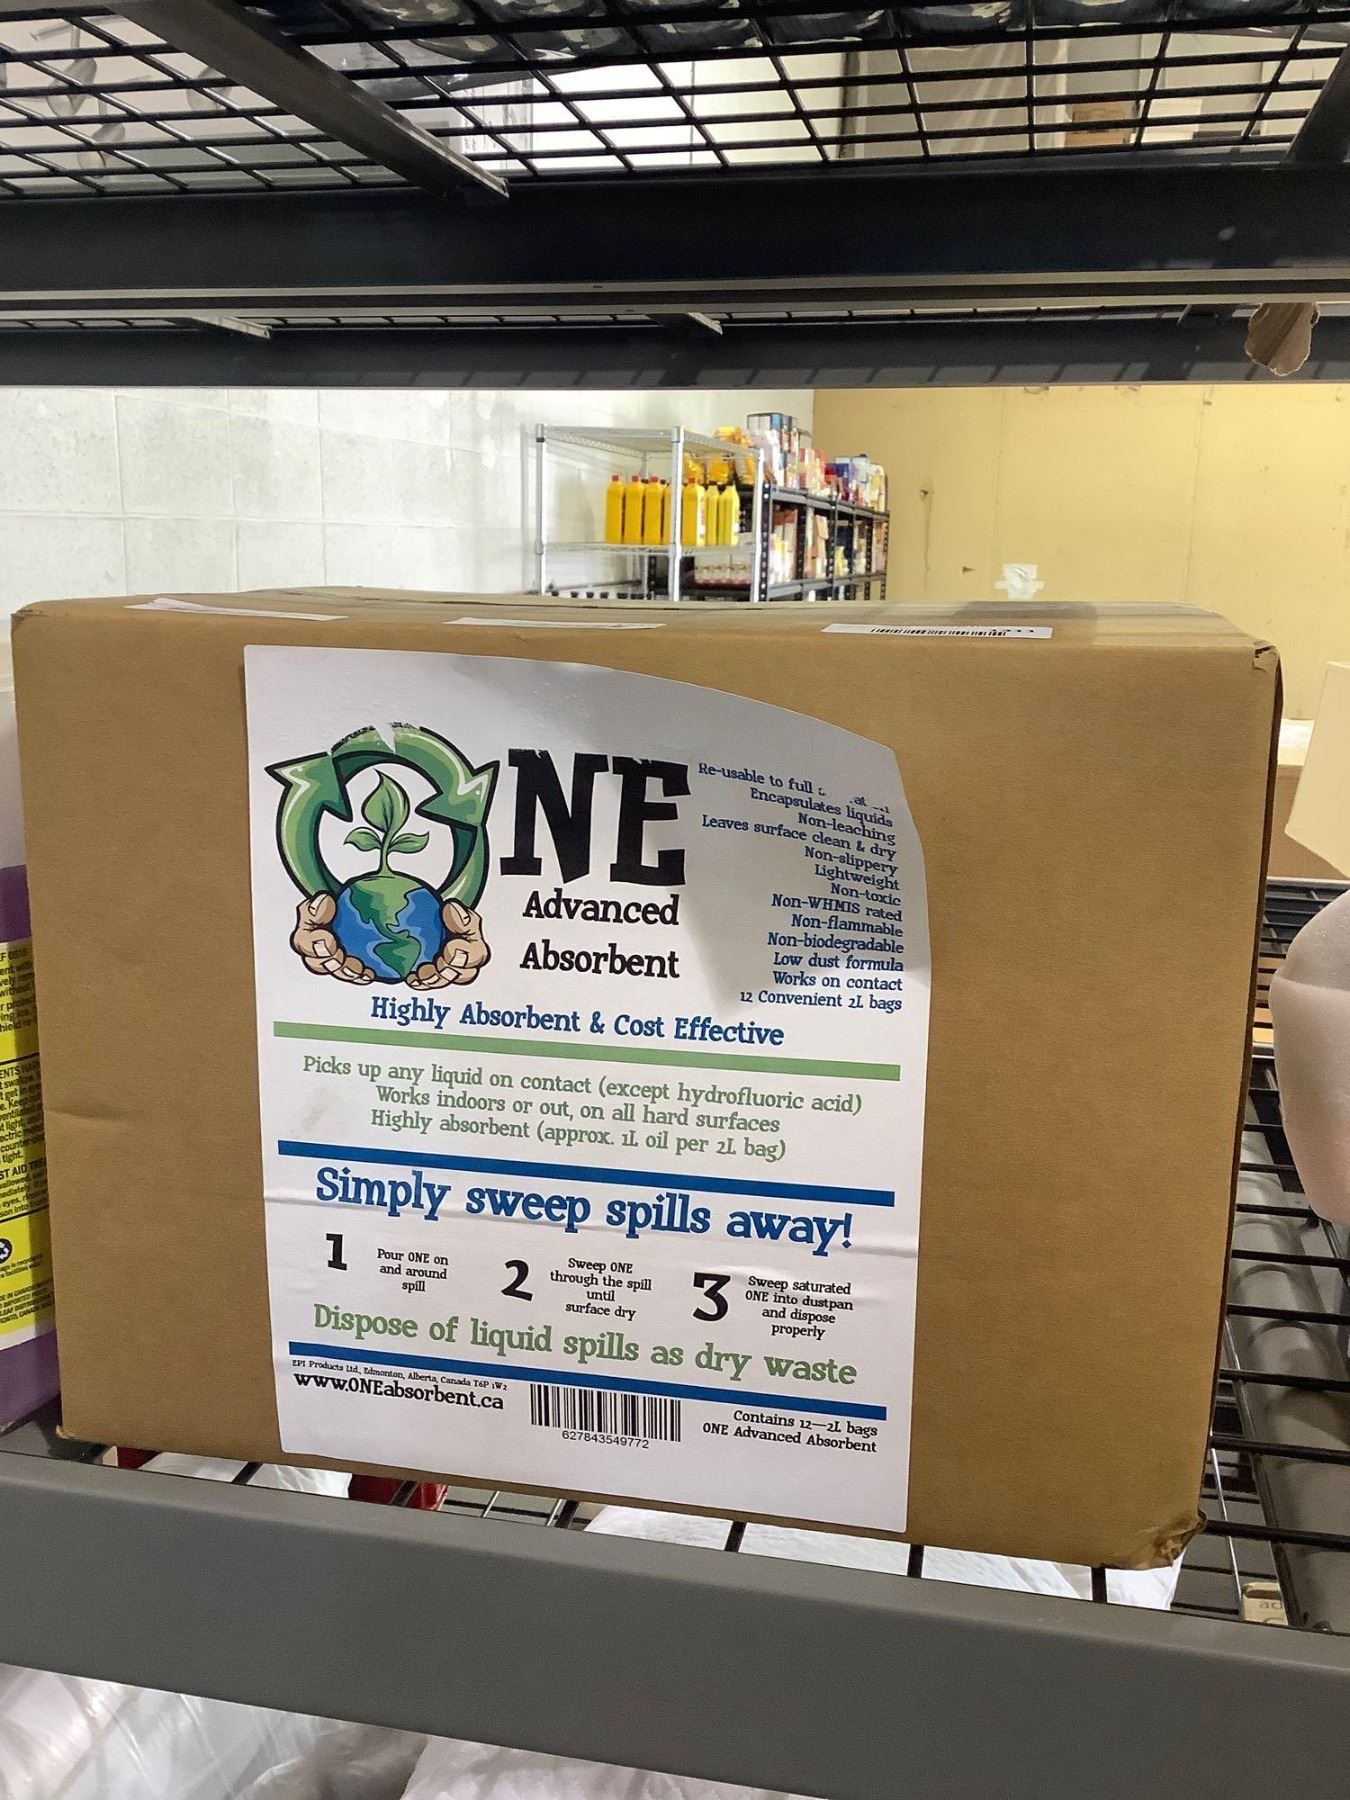 NE
Advanced
Absorbent
Re-usable to full
Encapsulates liquids
Non-leaching
Leaves surface clean & dry
Non-slippery
Lightweight
Non-toxic
Non-WHMIS rated
Non-flammable
Non-biodegradable
Low dust formula
Works on contact
12 Convenient 2L bags
Highly Absorbent & Cost Effective
Picks up any liquid on contact (except hydrofluoric acid)
Works indoors or out, on all hard surfaces
Highly absorbent (approx. 1L oil per 2L bag)
Simply sweep spills away!
1
Pour ONE on
and around
spill
2
Sweep ONE
through the spill
until
surface dry
3
Sweep saturated
ONE into dustpan
and dispose
properly
Dispose of liquid spills as dry waste
EPI Products Ltd., Edmonton, Alberta, Canada T6P 1W2
www.ONEabsorbent.ca
627843549772
Contains 12—2L bags
ONE Advanced Absorbent